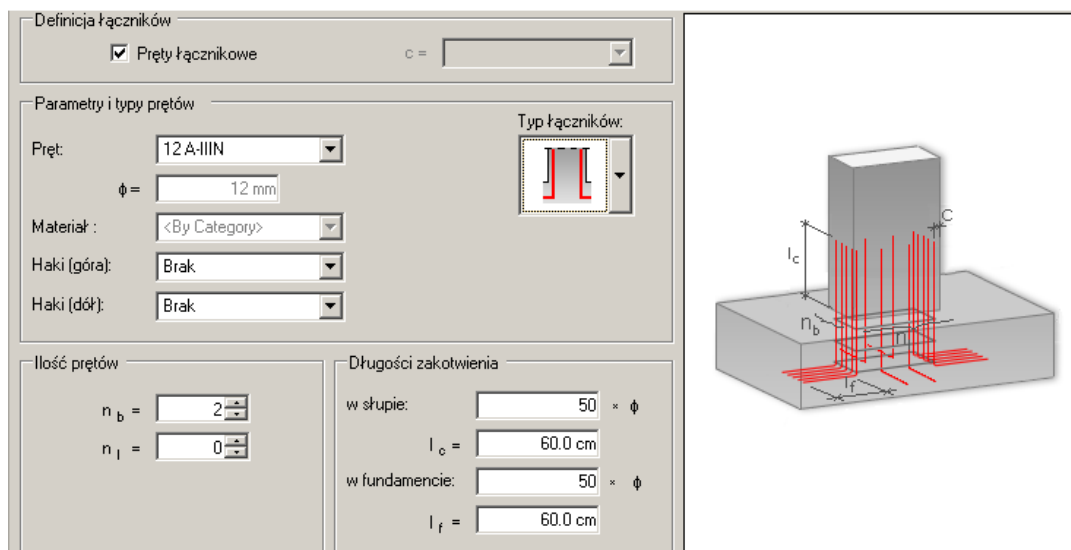 Definicja łączników
Pręty łącznikowe
c =
Parametry i typy prętów
Typ łączników:
Pręt:
12 A-IIIN
ϕ =
12 mm
Materiał :
<By Category>
Haki (góra):
Brak
Haki (dół):
Brak
Ilość prętów
n b =
2
n l =
0
Długości zakotwienia
w słupie:
50 × ϕ
l c =
60.0 cm
w fundamencie:
50 × ϕ
l f =
60.0 cm
C
l c
n b
n l
l f